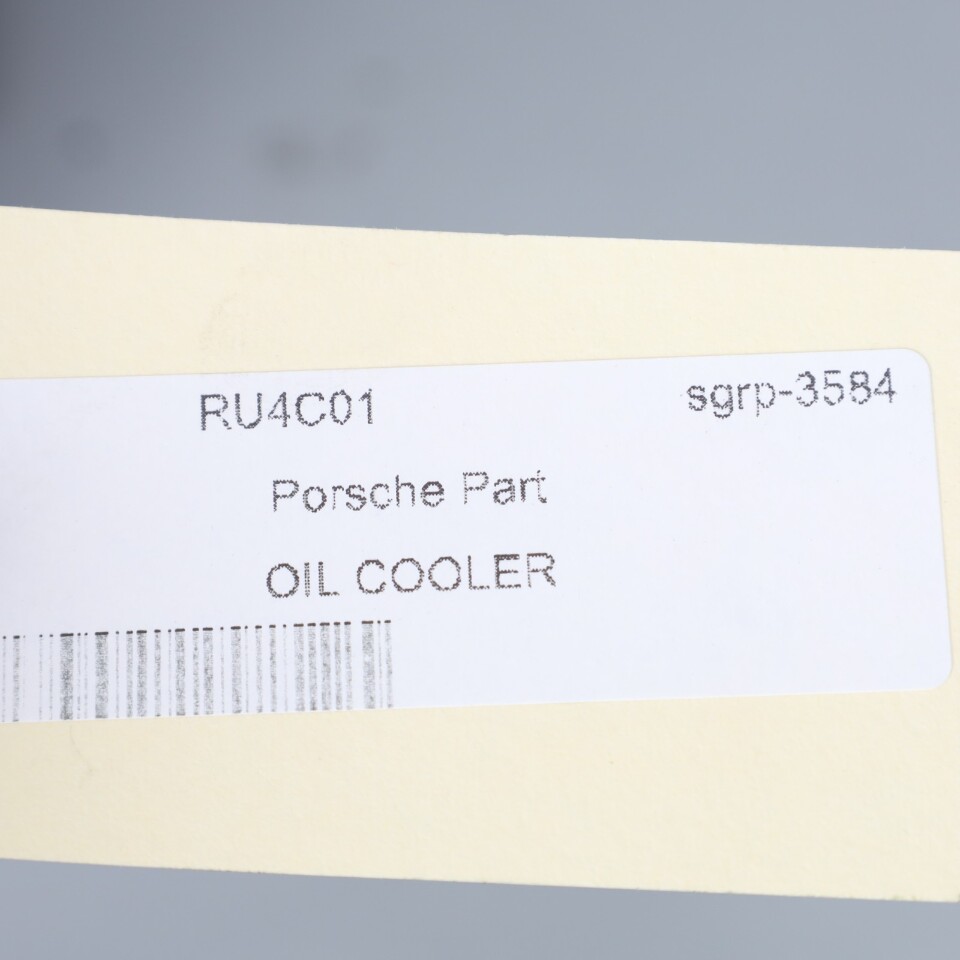 RU4C01 sgrp-3584
Porsche Part
OIL COOLER